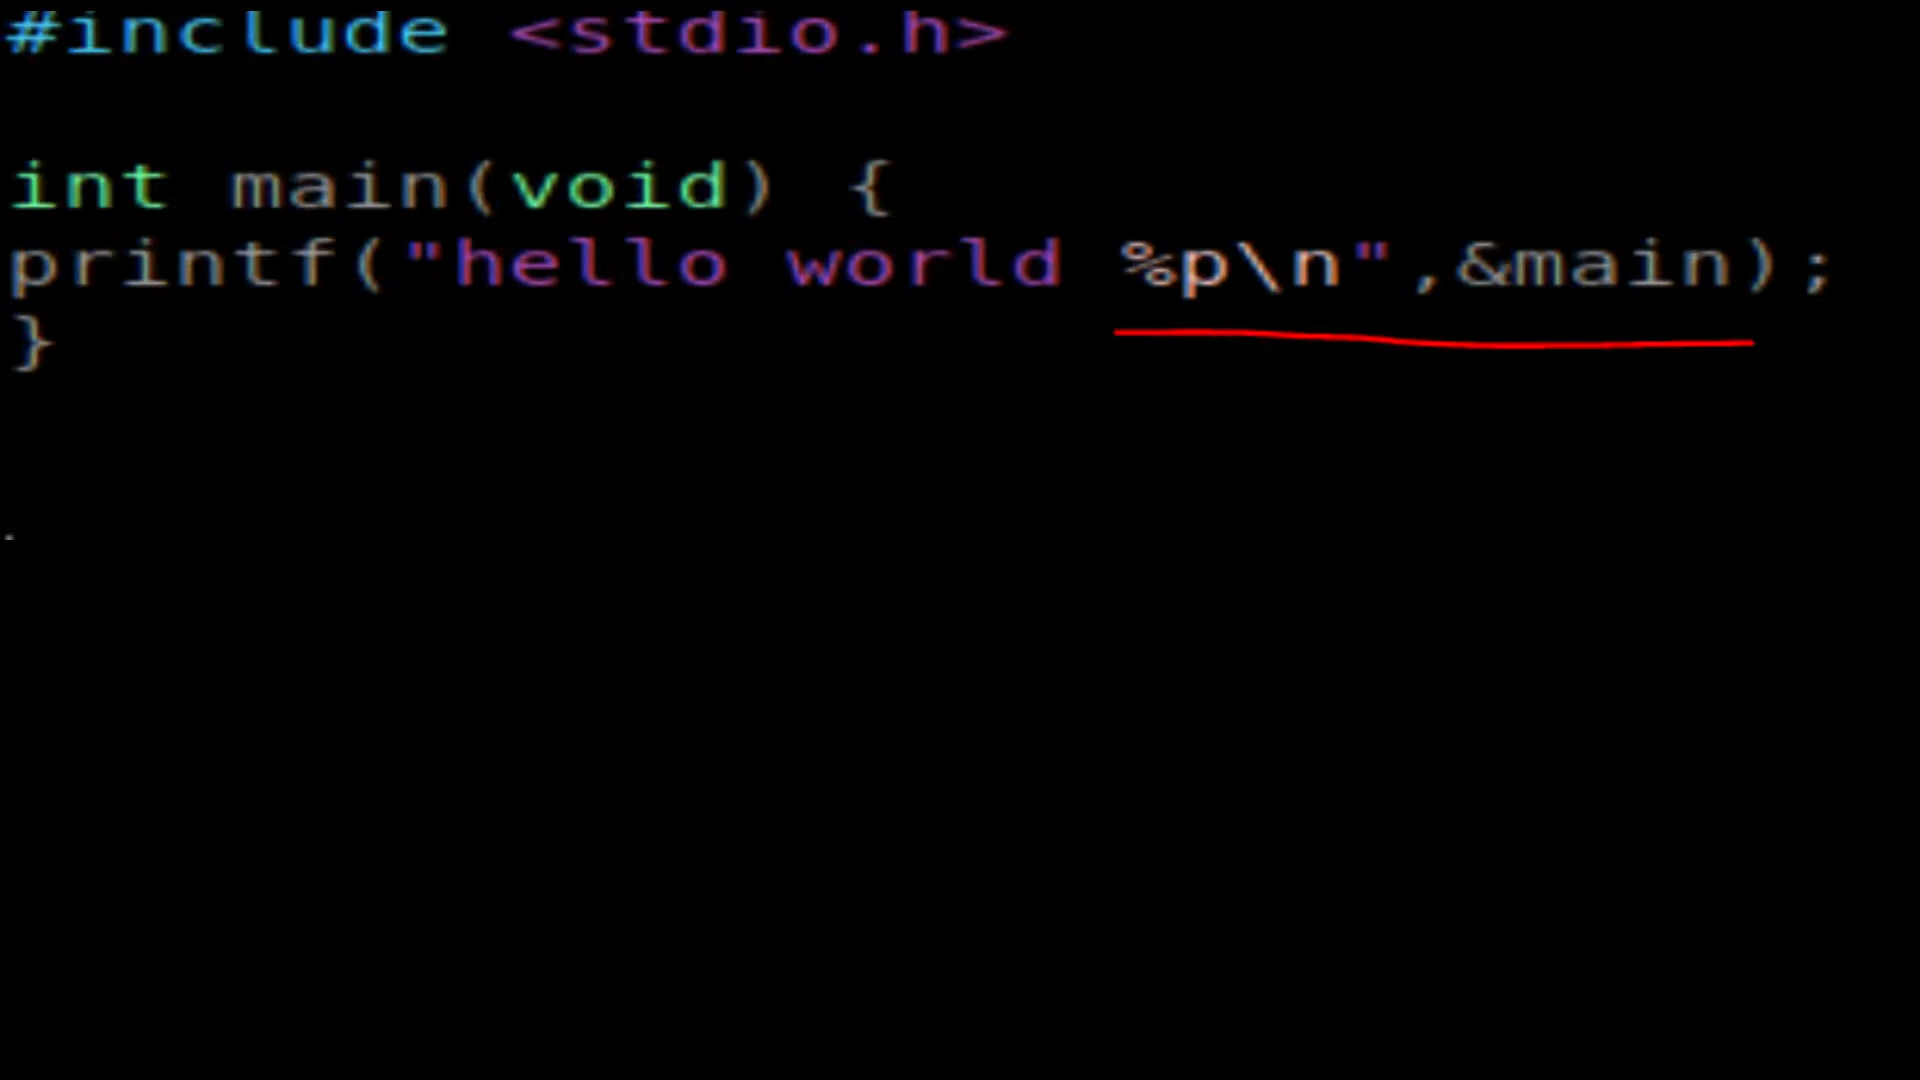 #include <stdio.h>
int main(void) {
printf("hello world %p\n",&main);
}